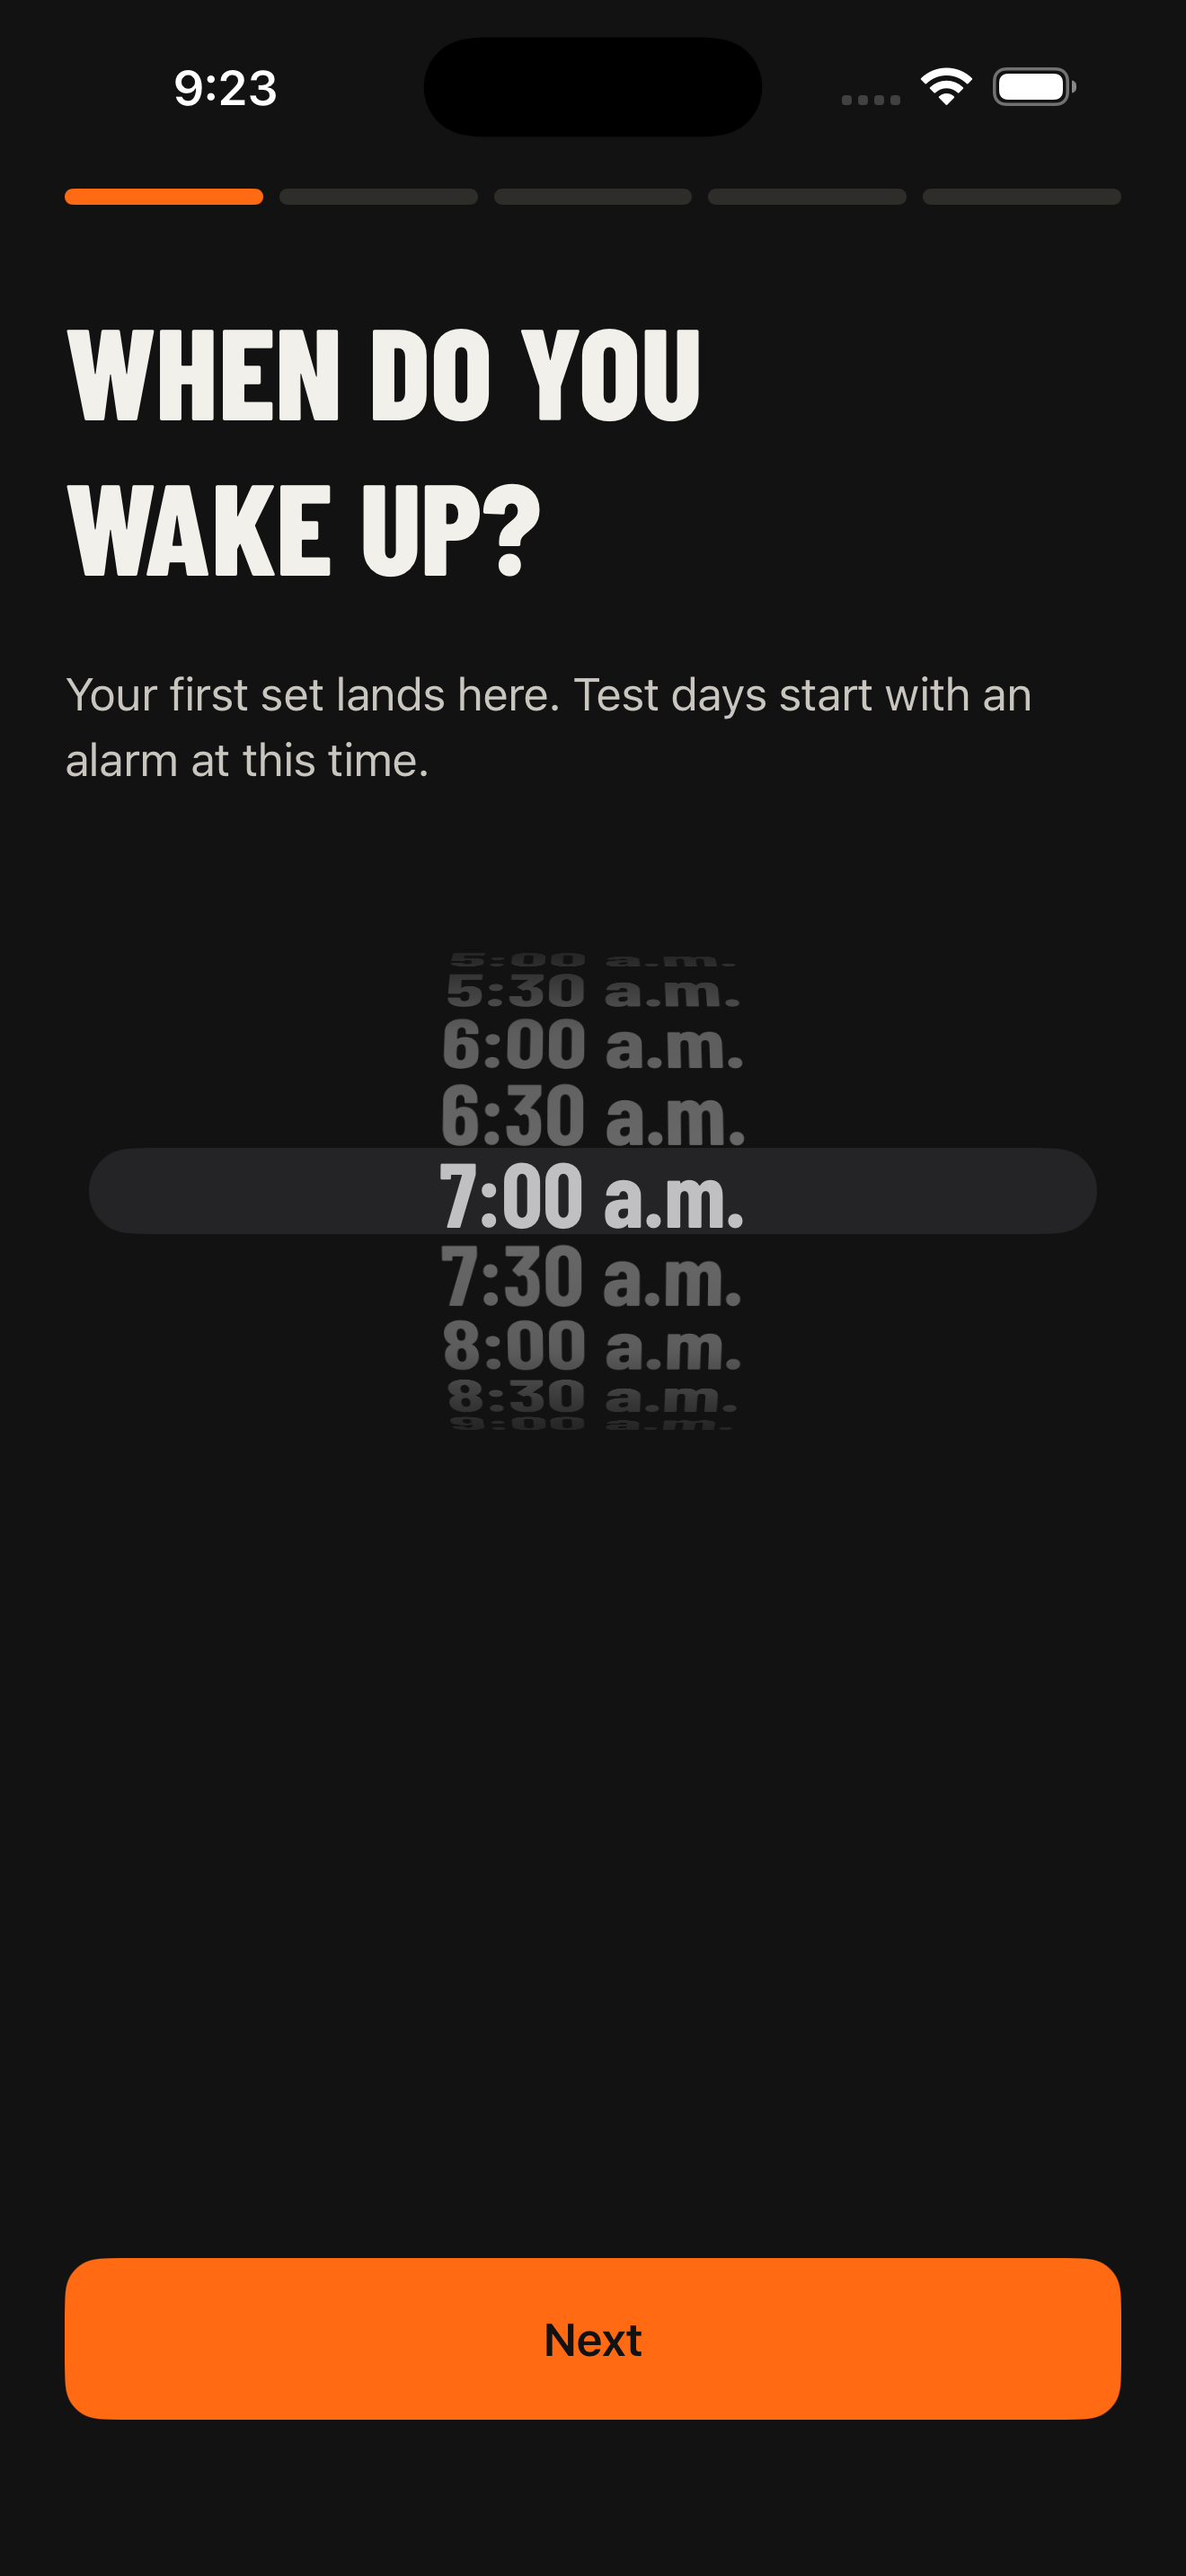 9:23
WHEN DO YOU
WAKE UP?
Your first set lands here. Test days start with an
alarm at this time.
5:00 a.m.
5:30 a.m.
6:00 a.m.
6:30 a.m.
7:00 a.m.
7:30 a.m.
8:00 a.m.
8:30 a.m.
9:00 a.m.
Next